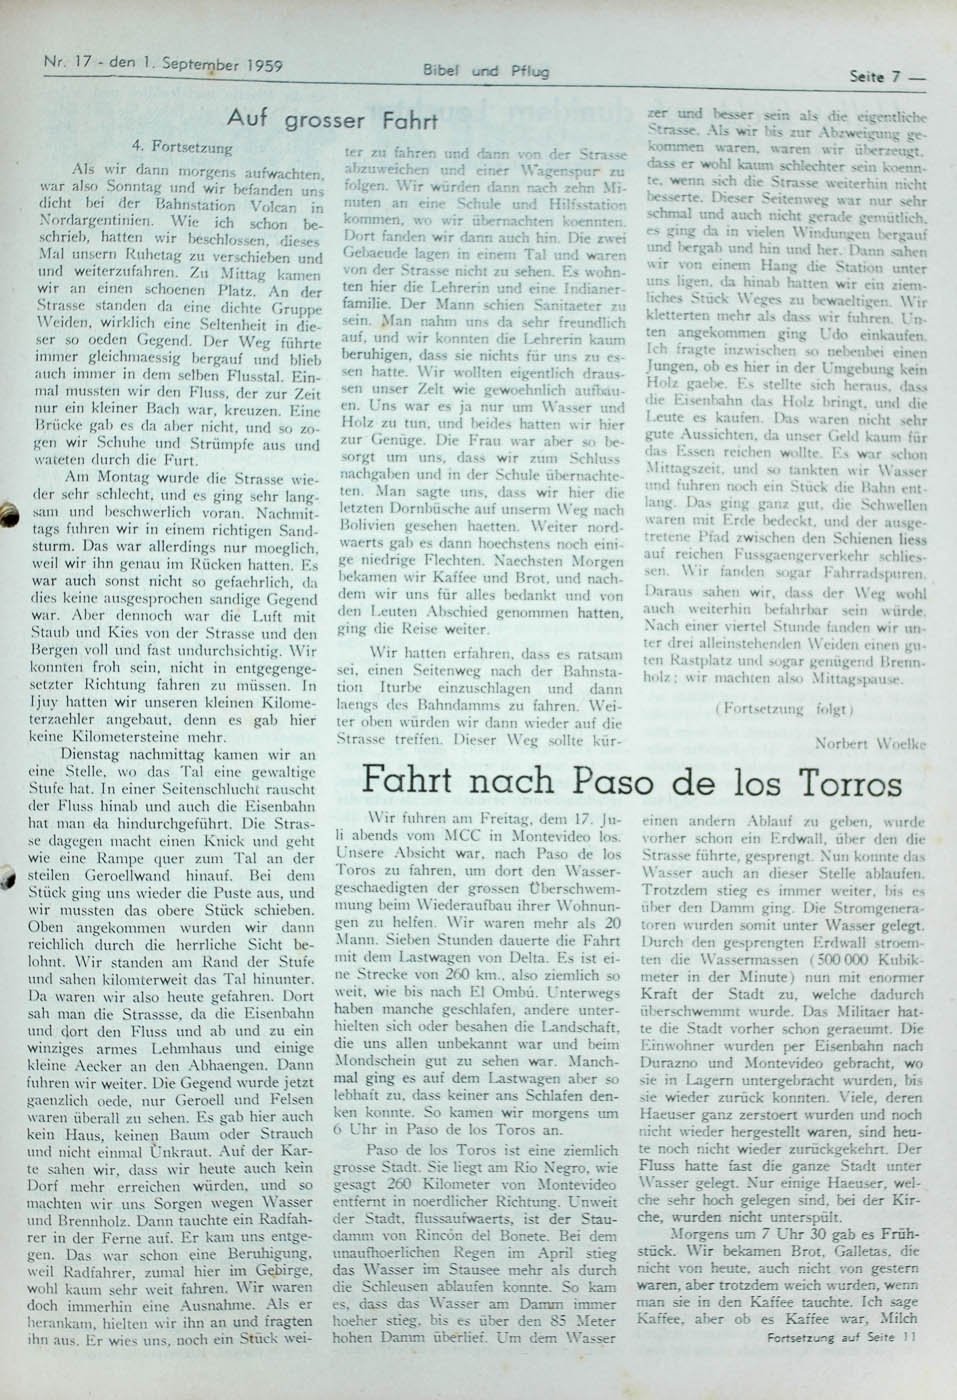 Nr. 17 - den 1. September 1959
Bibel und Pflug
Seite 7 —
Auf grosser Fahrt
4. Fortsetzung
Als wir dann morgens aufwachten,
war also Sonntag und wir befanden uns
dicht bei der Bahnstation Volcan in
Nordargentinien. Wie ich schon be-
schrieb, hatten wir beschlossen, dieses
Mal unsern Ruhetag zu verschieben und
und weiterzufahren. Zu Mittag kamen
wir an einen schoenen Platz. An der
Strasse standen da eine dichte Gruppe
Weiden, wirklich eine Seltenheit in die-
ser so oeden Gegend. Der Weg führte
immer gleichmaessig bergauf und blieb
auch immer in dem selben Flusstal. Ein-
mal mussten wir den Fluss, der zur Zeit
nur ein kleiner Bach war, kreuzen. Eine
Brücke gab es da aber nicht, und so zo-
gen wir Schuhe und Strümpfe aus und
wateten durch die Furt.
Am Montag wurde die Strasse wie-
der sehr schlecht, und es ging sehr lang-
sam und beschwerlich voran. Nachmit-
tags fuhren wir in einem richtigen Sand-
sturm. Das war allerdings nur moeglich,
weil wir ihn genau im Rücken hatten. Es
war auch sonst nicht so gefaehrlich, da
dies keine ausgesprochen sandige Gegend
war. Aber dennoch war die Luft mit
Staub und Kies von der Strasse und den
Bergen voll und fast undurchsichtig. Wir
konnten froh sein, nicht in entgegenge-
setzter Richtung fahren zu müssen. In
Ijuy hatten wir unseren kleinen Kilome-
terzaehler angebaut, denn es gab hier
keine Kilometersteine mehr.
Dienstag nachmittag kamen wir an
eine Stelle, wo das Tal eine gewaltige
Stufe hat. In einer Seitenschlucht rauscht
der Fluss hinab und auch die Eisenbahn
hat man da hindurchgeführt. Die Stras-
se dagegen macht einen Knick und geht
wie eine Rampe quer zum Tal an der
steilen Geroellwand hinauf. Bei dem
Stück ging uns wieder die Puste aus, und
wir mussten das obere Stück schieben.
Oben angekommen wurden wir dann
reichlich durch die herrliche Sicht be-
lohnt. Wir standen am Rand der Stufe
und sahen kilomterweit das Tal hinunter.
Da waren wir also heute gefahren. Dort
sah man die Strassse, da die Eisenbahn
und dort den Fluss und ab und zu ein
winziges armes Lehmhaus und einige
kleine Aecker an den Abhaengen. Dann
fuhren wir weiter. Die Gegend wurde jetzt
gaenzlich oede, nur Geroell und Felsen
waren überall zu sehen. Es gab hier auch
kein Haus, keinen Baum oder Strauch
und nicht einmal Unkraut. Auf der Kar-
te sahen wir, dass wir heute auch kein
Dorf mehr erreichen würden, und so
machten wir uns Sorgen wegen Wasser
und Brennholz. Dann tauchte ein Radfah-
rer in der Ferne auf. Er kam uns entge-
gen. Das war schon eine Beruhigung,
weil Radfahrer, zumal hier im Gebirge,
wohl kaum sehr weit fahren. Wir waren
doch immerhin eine Ausnahme. Als er
herankam, hielten wir ihn an und fragten
ihn aus. Er wies uns, noch ein Stück wei-
ter zu fahren und dann von der Strasse
abzuweichen und einer Wagenspur zu
folgen. Wir würden dann nach zehn Mi-
nuten an eine Schule und Hilfsstation
kommen, wo wir übernachten koennten.
Dort fanden wir dann auch hin. Die zwei
Gebaeude lagen in einem Tal und waren
von der Strasse nicht zu sehen. Es wohn-
ten hier die Lehrerin und eine Indianer-
familie. Der Mann schien Sanitaeter zu
sein. Man nahm uns da sehr freundlich
auf, und wir konnten die Lehrerin kaum
beruhigen, dass sie nichts für uns zu es-
sen hatte. Wir wollten eigentlich draus-
sen unser Zelt wie gewoehnlich aufbau-
en. Uns war es ja nur um Wasser und
Holz zu tun, und beides hatten wir hier
zur Genüge. Die Frau war aber so be-
sorgt um uns, dass wir zum Schluss
nachgaben und in der Schule übernachte-
ten. Man sagte uns, dass wir hier die
letzten Dornbüsche auf unserm Weg nach
Bolivien gesehen haetten. Weiter nord-
waerts gab es dann hoechstens noch eini-
ge niedrige Flechten. Naechsten Morgen
bekamen wir Kaffee und Brot, und nach-
dem wir uns für alles bedankt und von
den Leuten Abschied genommen hatten,
ging die Reise weiter.
Wir hatten erfahren, dass es ratsam
sei, einen Seitenweg nach der Bahnsta-
tion Iturbe einzuschlagen und dann
laengs des Bahndamms zu fahren. Wei-
ter oben würden wir dann wieder auf die
Strasse treffen. Dieser Weg sollte kür-
zer und besser sein als die eigentliche
Strasse. Als wir bis zur Abzweigung ge-
kommen waren, waren wir überzeugt,
dass er wohl kaum schlechter sein koenn-
te, wenn sich die Strasse weiterhin nicht
besserte. Dieser Seitenweg war nur sehr
schmal und auch nicht gerade gemütlich,
es ging da in vielen Windungen bergauf
und bergab und hin und her. Dann sahen
wir von einem Hang die Station unter
uns ligen, da hinab hatten wir ein ziem-
liches Stück Weges zu bewaeltigen. Wir
kletterten mehr als dass wir fuhren. Un-
ten angekommen ging Udo einkaufen.
Ich fragte inzwischen so nebenbei einen
Jungen, ob es hier in der Umgebung kein
Holz gaebe. Es stellte sich heraus, dass
die Eisenbahn das Holz bringt, und die
Leute es kaufen. Das waren nicht sehr
gute Aussichten, da unser Geld kaum für
das Essen reichen wollte. Es war schon
Mittagszeit, und so tankten wir Wasser
und fuhren noch ein Stück die Bahn ent-
lang. Das ging ganz gut, die Schwellen
waren mit Erde bedeckt, und der ausge-
tretene Pfad zwischen den Schienen liess
auf reichen Fussgaengerverkehr schlies-
sen. Wir fanden sogar Fahrradspuren.
Daraus sahen wir, dass der Weg wohl
auch weiterhin befahrbar sein würde.
Nach einer viertel Stunde fanden wir un-
ter drei alleinstehenden Weiden einen gu-
ten Rastplatz und sogar genügend Brenn-
holz; wir machten also Mittagspause.
(Fortsetzung folgt)
Norbert Woelke
Fahrt nach Paso de los Torros
Wir fuhren am Freitag, dem 17. Ju-
li abends vom MCC in Montevideo los.
Unsere Absicht war, nach Paso de los
Toros zu fahren, um dort den Wasser-
geschaedigten der grossen Überschwem-
mung beim Wiederaufbau ihrer Wohnun-
gen zu helfen. Wir waren mehr als 20
Mann. Sieben Stunden dauerte die Fahrt
mit dem Lastwagen von Delta. Es ist ei-
ne Strecke von 260 km., also ziemlich so
weit, wie bis nach El Ombú. Unterwegs
haben manche geschlafen, andere unter-
hielten sich oder besahen die Landschaft,
die uns allen unbekannt war und beim
Mondschein gut zu sehen war. Manch-
mal ging es auf dem Lastwagen aber so
lebhaft zu, dass keiner ans Schlafen den-
ken konnte. So kamen wir morgens um
6 Uhr in Paso de los Toros an.
Paso de los Toros ist eine ziemlich
grosse Stadt. Sie liegt am Rio Negro, wie
gesagt 260 Kilometer von Montevideo
entfernt in noerdlicher Richtung. Unweit
der Stadt, flussaufwaerts, ist der Stau-
damm von Rincón del Bonete. Bei dem
unaufhoerlichen Regen im April stieg
das Wasser im Stausee mehr als durch
die Schleusen ablaufen konnte. So kam
es, dass das Wasser am Damm immer
hoeher stieg, bis es über den 85 Meter
hohen Damm überlief. Um dem Wasser
einen andern Ablauf zu geben, wurde
vorher schon ein Erdwall, über den die
Strasse führte, gesprengt. Nun konnte das
Wasser auch an dieser Stelle ablaufen.
Trotzdem stieg es immer weiter, bis es
über den Damm ging. Die Stromgenera-
toren wurden somit unter Wasser gelegt.
Durch den gesprengten Erdwall stroem-
ten die Wassermassen (500 000 Kubik-
meter in der Minute) nun mit enormer
Kraft der Stadt zu, welche dadurch
überschwemmt wurde. Das Militaer hat-
te die Stadt vorher schon geraeumt. Die
Einwohner wurden per Eisenbahn nach
Durazno und Montevideo gebracht, wo
sie in Lagern untergebracht wurden, bis
sie wieder zurück konnten. Viele, deren
Haeuser ganz zerstoert wurden und noch
nicht wieder hergestellt waren, sind heu-
te noch nicht wieder zurückgekehrt. Der
Fluss hatte fast die ganze Stadt unter
Wasser gelegt. Nur einige Haeuser, wel-
che sehr hoch gelegen sind, bei der Kir-
che, wurden nicht unterspült.
Morgens um 7 Uhr 30 gab es Früh-
stück. Wir bekamen Brot, Galletas, die
nicht von heute, auch nicht von gestern
waren, aber trotzdem weich wurden, wenn
man sie in den Kaffee tauchte. Ich sage
Kaffee, aber ob es Kaffee war, Milch
Fortsetzung auf Seite 11